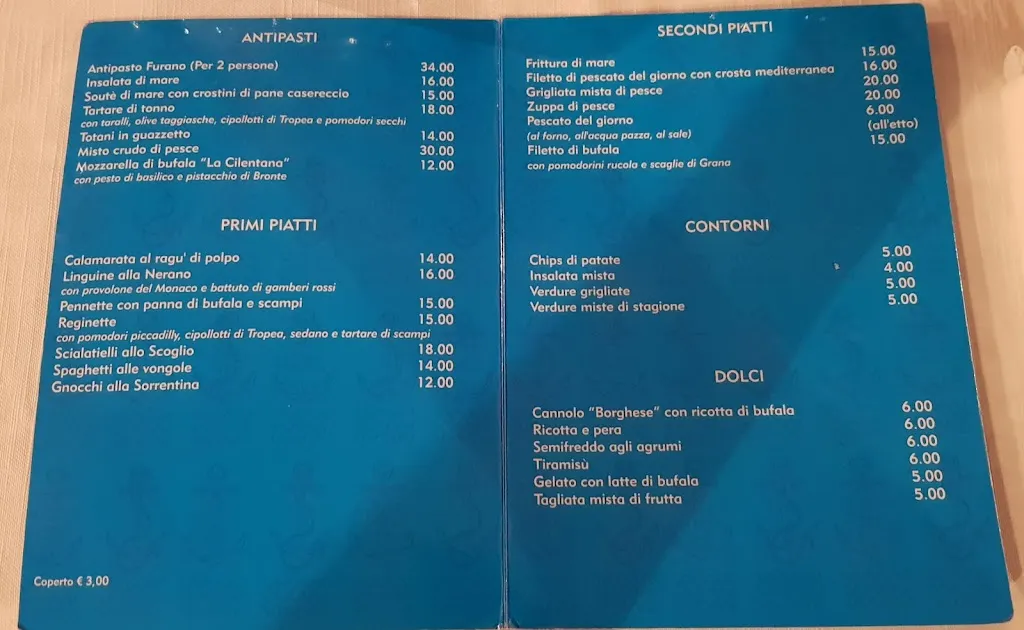 ANTIPASTI
Antipasto Furano (Per 2 persone) 34.00
Insalata di mare 16.00
Soutè di mare con crostini di pane casereccio 15.00
Tartare di tonno 18.00
con taralli, olive taggiasche, cipollotti di Tropea e pomodori secchi
Totani in guazzetto 14.00
Misto crudo di pesce 30.00
Mozzarella di bufala "La Cilentana" 12.00
con pesto di basilico e pistacchio di Bronte
PRIMI PIATTI
Calamarata al ragu' di polpo 14.00
Linguine alla Nerano 16.00
con provolone del Monaco e battuto di gamberi rossi
Pennette con panna di bufala e scampi 15.00
Reginette 15.00
con pomodori piccadilly, cipollotti di Tropea, sedano e tartare di scampi
Scialatielli allo Scoglio 18.00
Spaghetti alle vongole 14.00
Gnocchi alla Sorrentina 12.00
Coperto € 3,00
SECONDI PIATTI
Frittura di mare 15.00
Filetto di pescato del giorno con crosta mediterranea 16.00
Grigliata mista di pesce 20.00
Zuppa di pesce 20.00
Pescato del giorno 6.00
(al forno, all'acqua pazza, al sale) (all'etto)
Filetto di bufala 15.00
con pomodorini rucola e scaglie di Grana
CONTORNI
Chips di patate 5.00
Insalata mista 4.00
Verdure grigliate 5.00
Verdure miste di stagione 5.00
DOLCI
Cannolo "Borghese" con ricotta di bufala 6.00
Ricotta e pera 6.00
Semifreddo agli agrumi 6.00
Tiramisù 6.00
Gelato con latte di bufala 5.00
Tagliata mista di frutta 5.00